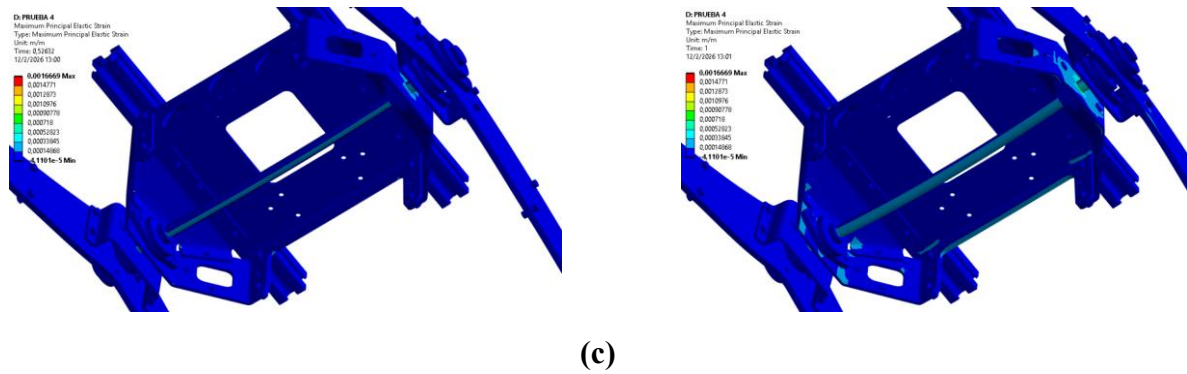 D: PRUEBA 4
Maximum Principal Elastic Strain
Type: Maximum Principal Elastic Strain
Unit: m/m
Time: 0,52632
12/2/2026 13:00
0,0016669 Max
0,0014771
0,0012873
0,0010976
0,00090778
0,000718
0,00052823
0,00033845
0,00014868
-4,1101e-5 Min
D: PRUEBA 4
Maximum Principal Elastic Strain
Type: Maximum Principal Elastic Strain
Unit: m/m
Time: 1
12/2/2026 13:01
0,0016669 Max
0,0014771
0,0012873
0,0010976
0,00090778
0,000718
0,00052823
0,00033845
0,00014868
-4,1101e-5 Min
(c)